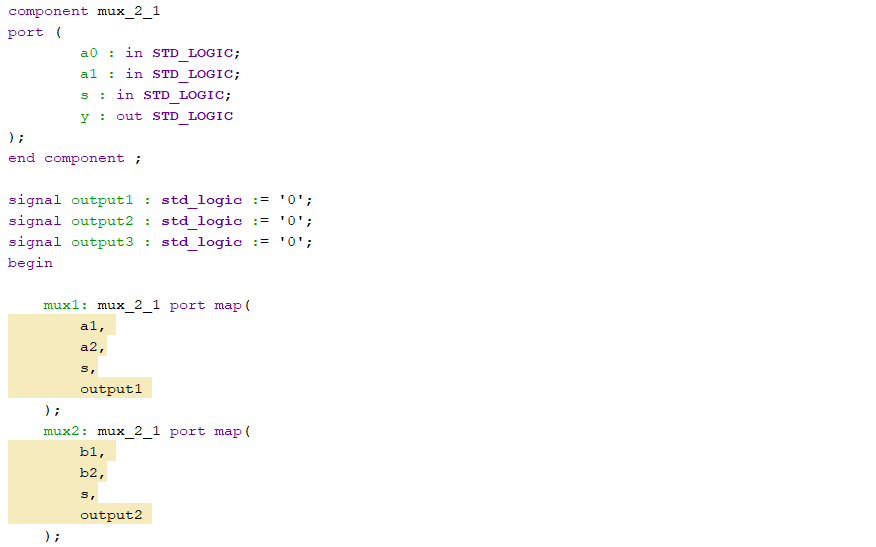 component mux_2_1
port (
a0 : in STD_LOGIC;
a1 : in STD_LOGIC;
s : in STD_LOGIC;
y : out STD_LOGIC
);
end component ;
signal output1 : std_logic := '0';
signal output2 : std_logic := '0';
signal output3 : std_logic := '0';
begin
mux1: mux_2_1 port map(
a1,
a2,
s,
output1
);
mux2: mux_2_1 port map(
b1,
b2,
s,
output2
);